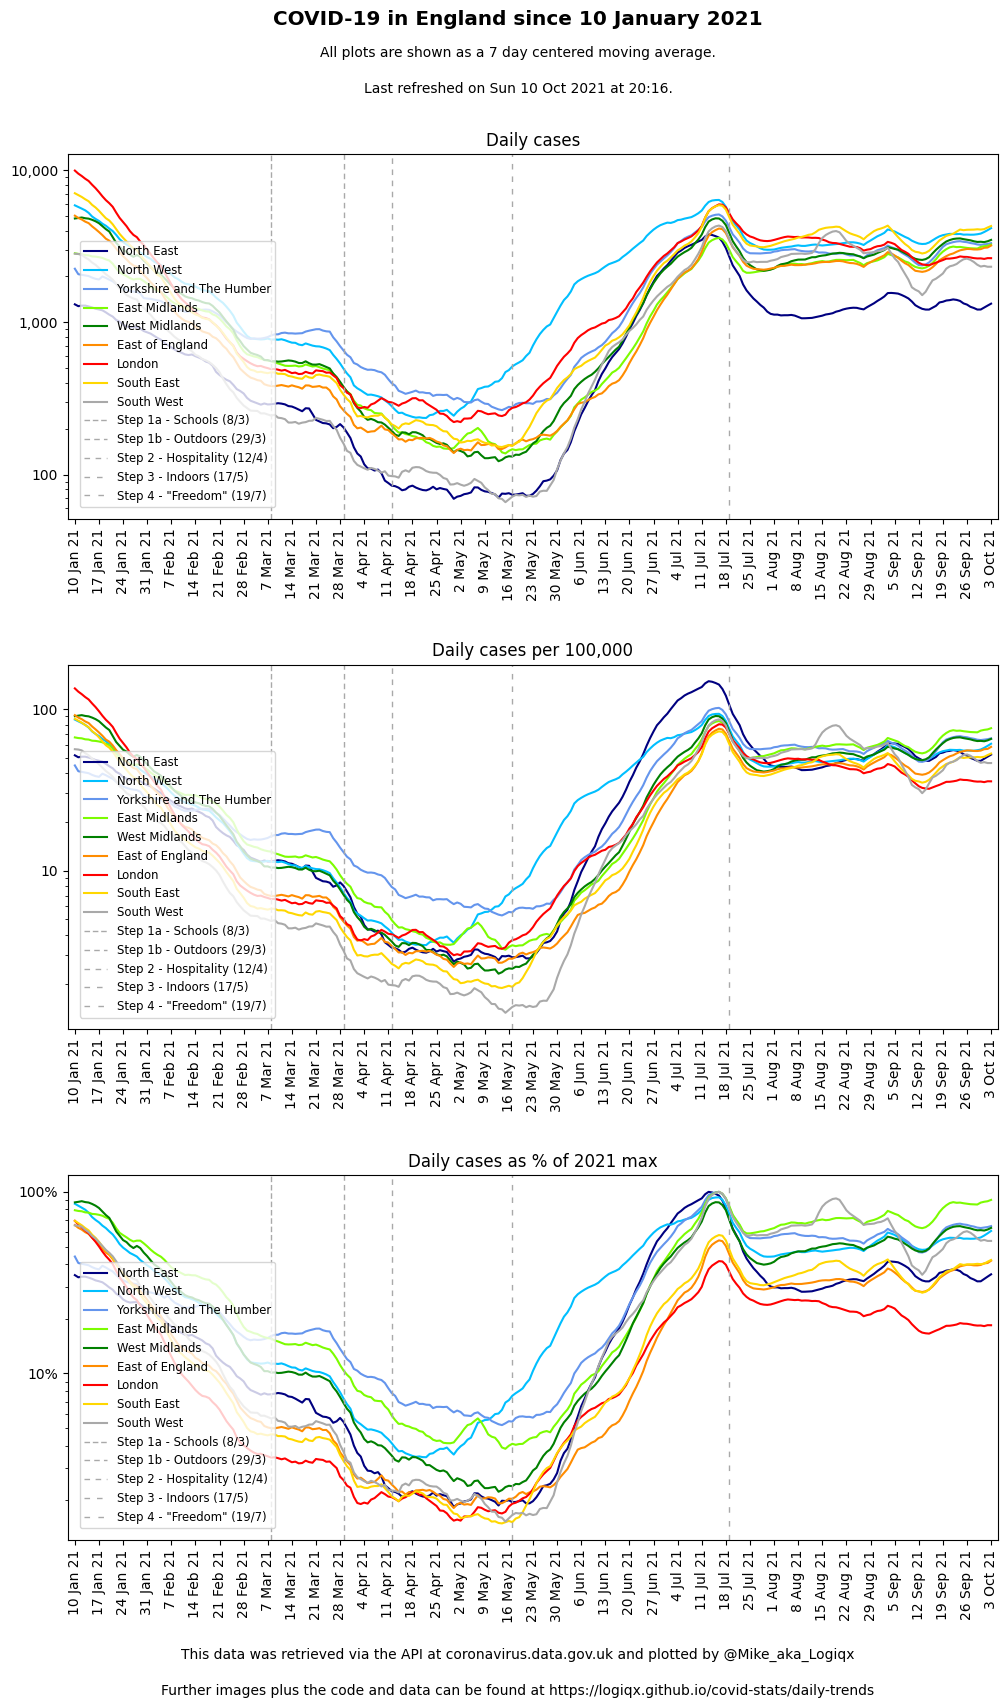 COVID-19 in England since 10 January 2021
All plots are shown as a 7 day centered moving average.
Last refreshed on Sun 10 Oct 2021 at 20:16.
Daily cases
10,000
1,000
100
North East
North West
Yorkshire and The Humber
East Midlands
West Midlands
East of England
London
South East
South West
Step 1a - Schools (8/3)
Step 1b - Outdoors (29/3)
Step 2 - Hospitality (12/4)
Step 3 - Indoors (17/5)
Step 4 - "Freedom" (19/7)
10 Jan 21
17 Jan 21
24 Jan 21
31 Jan 21
7 Feb 21
14 Feb 21
21 Feb 21
28 Feb 21
7 Mar 21
14 Mar 21
21 Mar 21
28 Mar 21
4 Apr 21
11 Apr 21
18 Apr 21
25 Apr 21
2 May 21
9 May 21
16 May 21
23 May 21
30 May 21
6 Jun 21
13 Jun 21
20 Jun 21
27 Jun 21
4 Jul 21
11 Jul 21
18 Jul 21
25 Jul 21
1 Aug 21
8 Aug 21
15 Aug 21
22 Aug 21
29 Aug 21
5 Sep 21
12 Sep 21
19 Sep 21
26 Sep 21
3 Oct 21
Daily cases per 100,000
100
10
North East
North West
Yorkshire and The Humber
East Midlands
West Midlands
East of England
London
South East
South West
Step 1a - Schools (8/3)
Step 1b - Outdoors (29/3)
Step 2 - Hospitality (12/4)
Step 3 - Indoors (17/5)
Step 4 - "Freedom" (19/7)
10 Jan 21
17 Jan 21
24 Jan 21
31 Jan 21
7 Feb 21
14 Feb 21
21 Feb 21
28 Feb 21
7 Mar 21
14 Mar 21
21 Mar 21
28 Mar 21
4 Apr 21
11 Apr 21
18 Apr 21
25 Apr 21
2 May 21
9 May 21
16 May 21
23 May 21
30 May 21
6 Jun 21
13 Jun 21
20 Jun 21
27 Jun 21
4 Jul 21
11 Jul 21
18 Jul 21
25 Jul 21
1 Aug 21
8 Aug 21
15 Aug 21
22 Aug 21
29 Aug 21
5 Sep 21
12 Sep 21
19 Sep 21
26 Sep 21
3 Oct 21
Daily cases as % of 2021 max
100%
10%
North East
North West
Yorkshire and The Humber
East Midlands
West Midlands
East of England
London
South East
South West
Step 1a - Schools (8/3)
Step 1b - Outdoors (29/3)
Step 2 - Hospitality (12/4)
Step 3 - Indoors (17/5)
Step 4 - "Freedom" (19/7)
10 Jan 21
17 Jan 21
24 Jan 21
31 Jan 21
7 Feb 21
14 Feb 21
21 Feb 21
28 Feb 21
7 Mar 21
14 Mar 21
21 Mar 21
28 Mar 21
4 Apr 21
11 Apr 21
18 Apr 21
25 Apr 21
2 May 21
9 May 21
16 May 21
23 May 21
30 May 21
6 Jun 21
13 Jun 21
20 Jun 21
27 Jun 21
4 Jul 21
11 Jul 21
18 Jul 21
25 Jul 21
1 Aug 21
8 Aug 21
15 Aug 21
22 Aug 21
29 Aug 21
5 Sep 21
12 Sep 21
19 Sep 21
26 Sep 21
3 Oct 21
This data was retrieved via the API at coronavirus.data.gov.uk and plotted by @Mike_aka_Logiqx
Further images plus the code and data can be found at https://logiqx.github.io/covid-stats/daily-trends